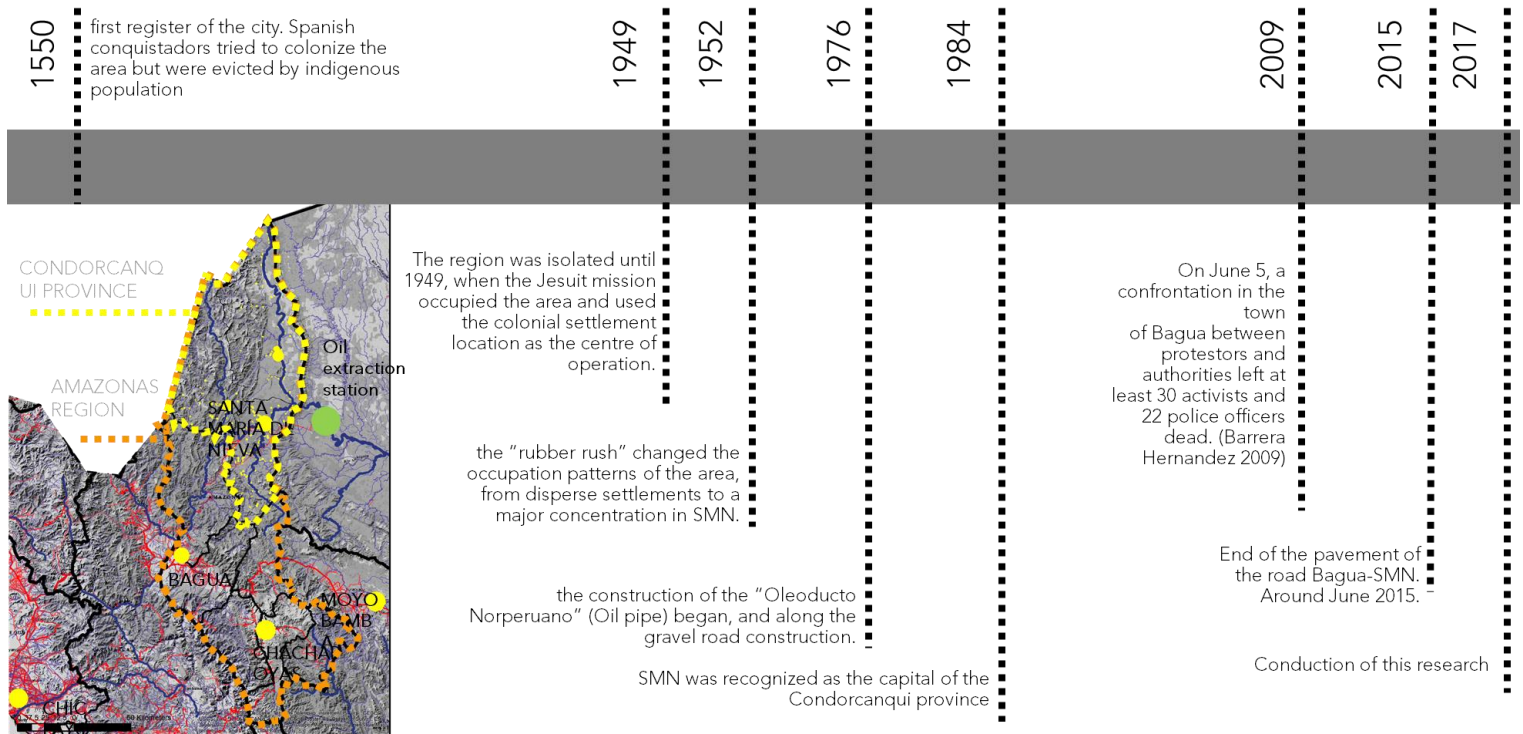 1550
first register of the city. Spanish
conquistadors tried to colonize the
area but were evicted by indigenous
population
1949
1952
1976
1984
2009
2015
2017
CONDORCANQ
UI PROVINCE
AMAZONAS
REGION
Oil
extraction
station
SANTA
MARIA D
BAGUA
MOYO
BAMB
A
CHACHA
OYA
CHIC
50 Kilometers
The region was isolated until
1949, when the Jesuit mission
occupied the area and used
the colonial settlement
location as the centre of
operation.
the “rubber rush” changed the
occupation patterns of the area,
from disperse settlements to a
major concentration in SMN.
the construction of the “Oleoducto
Norperuano” (Oil pipe) began, and along the
gravel road construction.
SMN was recognized as the capital of the
Condorcanqui province
On June 5, a
confrontation in the
town
of Bagua between
protestors and
authorities left at
least 30 activists and
22 police officers
dead. (Barrera
Hernandez 2009)
End of the pavement of
the road Bagua-SMN.
Around June 2015.
Conduction of this research